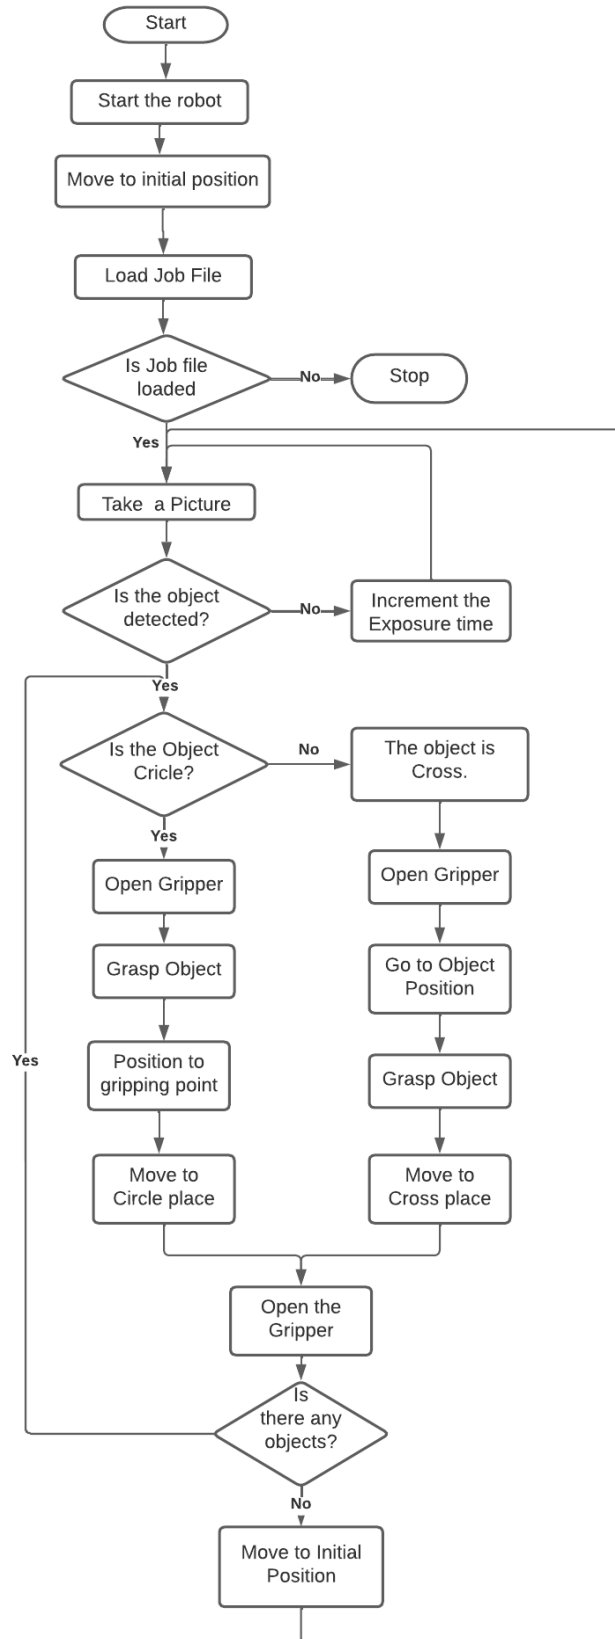 Start
Start the robot
Move to initial position
Load Job File
Is Job file
loaded
No
Stop
Yes
Take a Picture
Is the object
detected?
No
Increment the
Exposure time
Yes
Is the Object
Cricle?
No
The object is
Cross.
Yes
Open Gripper
Grasp Object
Position to
gripping point
Move to
Circle place
Open Gripper
Go to Object
Position
Grasp Object
Move to
Cross place
Yes
Open the
Gripper
Is
there any
objects?
No
Move to Initial
Position